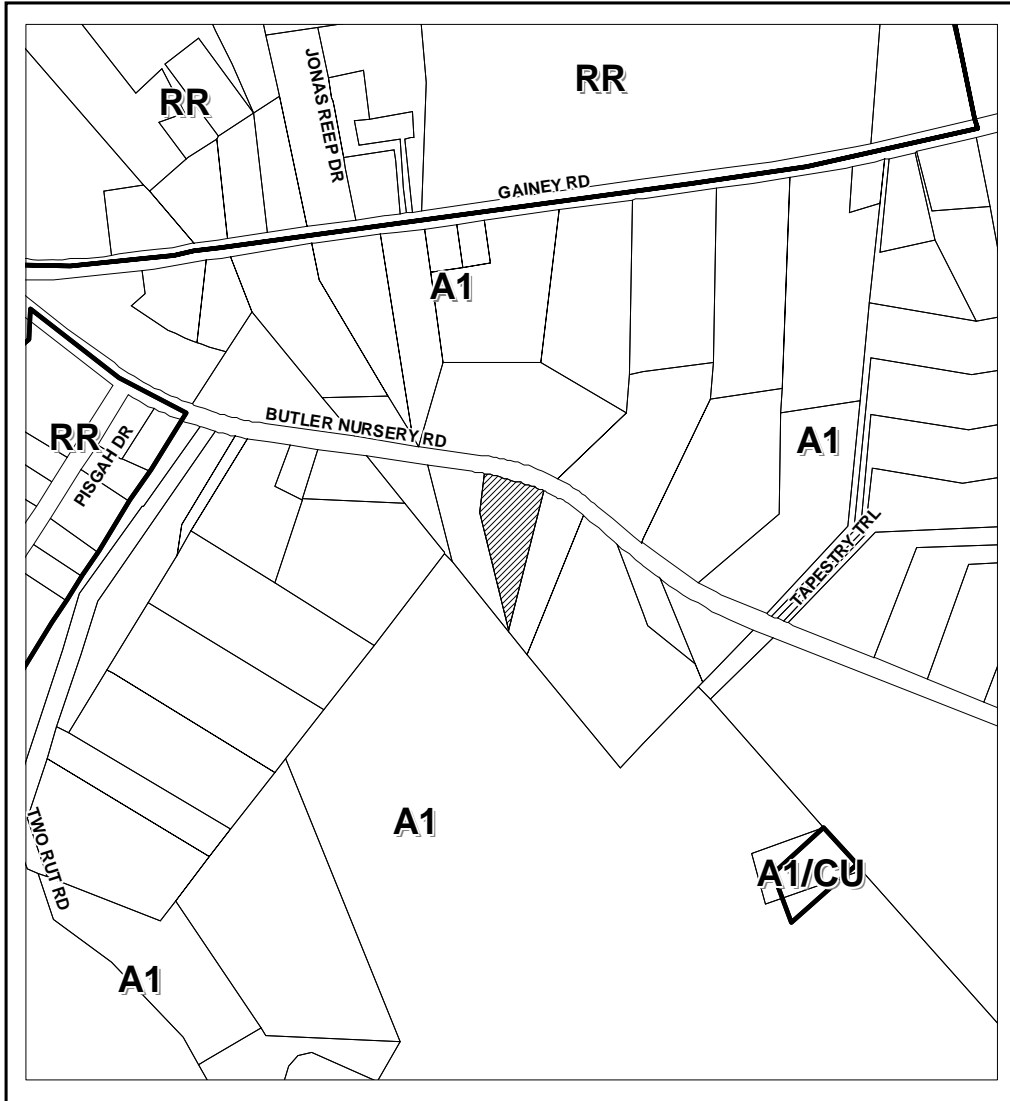 JONAS REEP DR
RR
RR
GAINEY RD
A1
BUTLER NURSERY RD
RR
PISGAH DR
A1
TAPESTRY TRL
A1
A1/CU
TWO RUT RD
A1